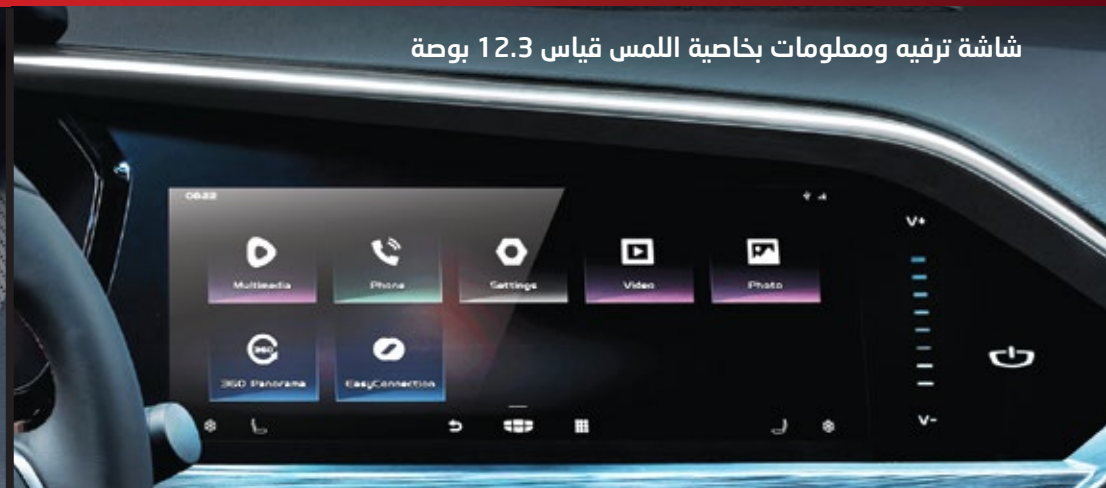 شاشة ترفيه ومعلومات بخاصية اللمس قياس 12.3 بوصة
08:22
V+
Multimedia
Phone
Settings
Video
Photo
360
360 Panorama
EasyConnection
V-